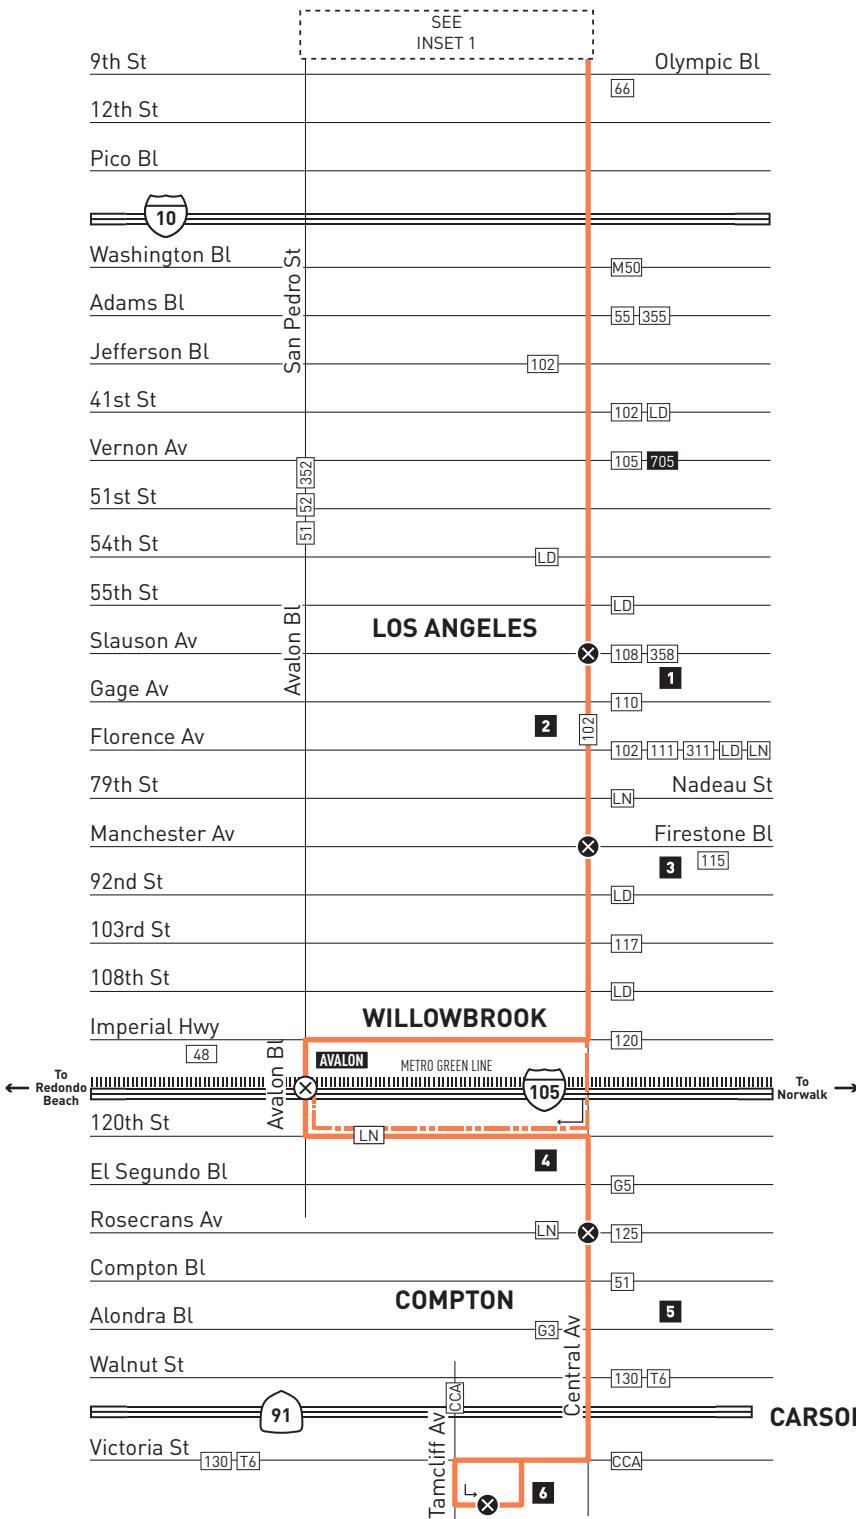 SEE
INSET 1
9th St
Olympic Bl
66
12th St
Pico Bl
10
Washington Bl
San Pedro St
M50
Adams Bl
55 355
Jefferson Bl
102
41st St
102 LD
Vernon Av
105 705
352
51st St
52
51
54th St
LD
55th St
LD
Avalon Bl
LOS ANGELES
Slauson Av
108 358
1
Gage Av
110
2
102
Florence Av
102 111 311 LD LN
79th St
Nadeau St
LN
Manchester Av
Firestone Bl
115
3
92nd St
LD
103rd St
117
108th St
LD
WILLOWBROOK
Imperial Hwy
120
48
Avalon Bl
AVALON
METRO GREEN LINE
To
Redondo
Beach
105
To
Norwalk
120th St
LN
4
El Segundo Bl
G5
Rosecrans Av
LN
125
Compton Bl
51
COMPTON
5
Alondra Bl
G3
Central Av
Walnut St
130 T6
CCA
91
CARSO
Victoria St
130 T6
Tamcliff Av
CCA
6